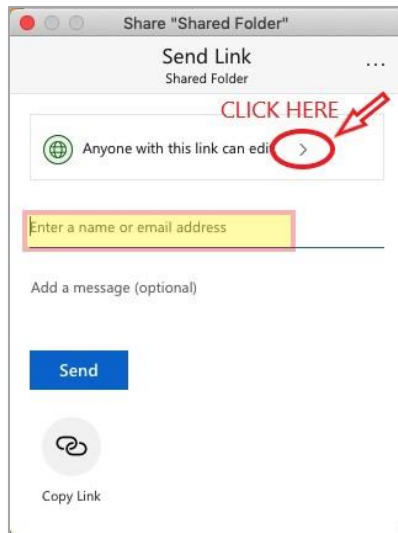 Share "Shared Folder"
Send Link
Shared Folder
...
CLICK HERE
Anyone with this link can edit
Enter a name or email address
Add a message (optional)
Send
Copy Link